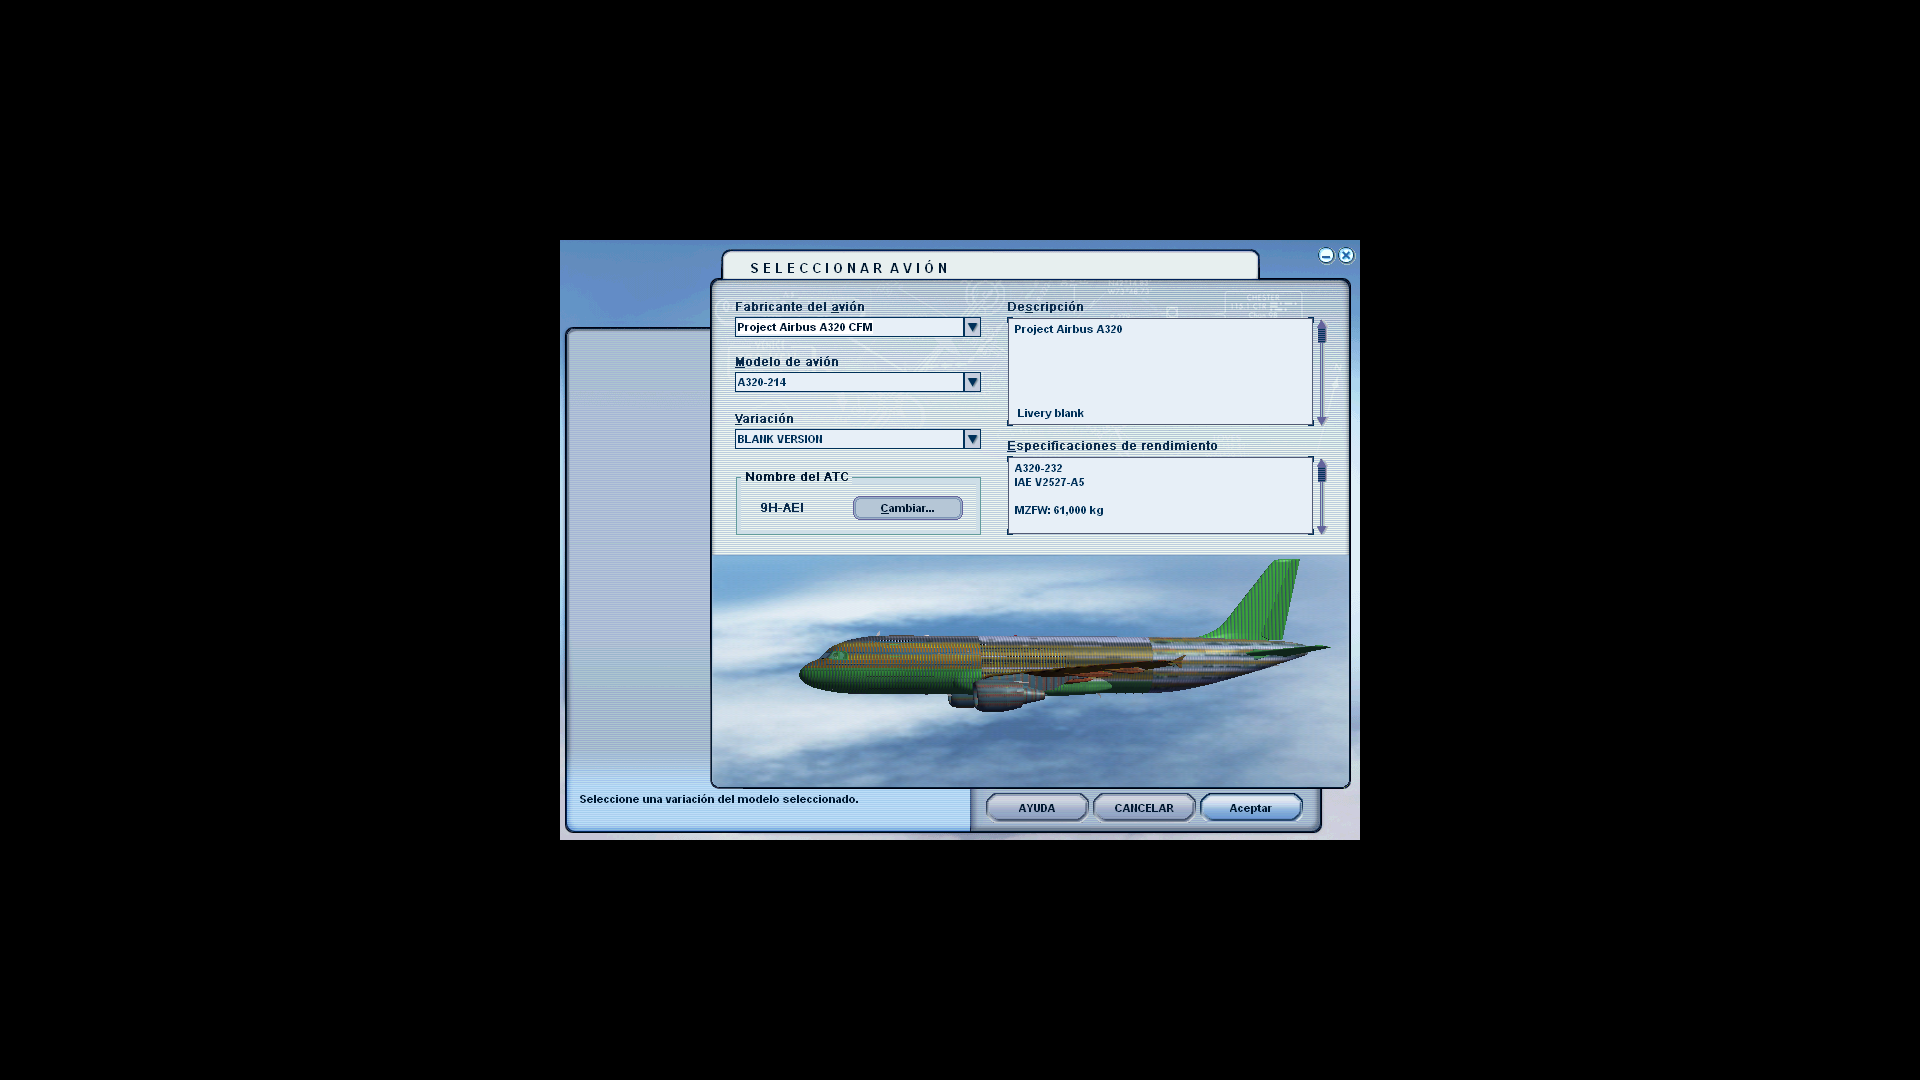 SELECCIONAR AVIÓN
Fabricante del avión
Project Airbus A320 CFM
Modelo de avión
A320-214
Variación
BLANK VERSION
Nombre del ATC
9H-AEI
Cambiar...
Descripción
Project Airbus A320
Livery blank
Especificaciones de rendimiento
A320-232
IAE V2527-A5
MZFW: 61,000 kg
Seleccione una variación del modelo seleccionado.
AYUDA
CANCELAR
Aceptar